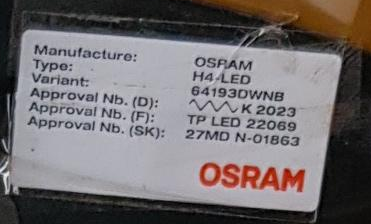 Manufacture: OSRAM
Type: H4-LED
Variant: 64193DWNB
Approval Nb. (D): K 2023
Approval Nb. (F): TP LED 22069
Approval Nb. (SK): 27MD N-01863
OSRAM